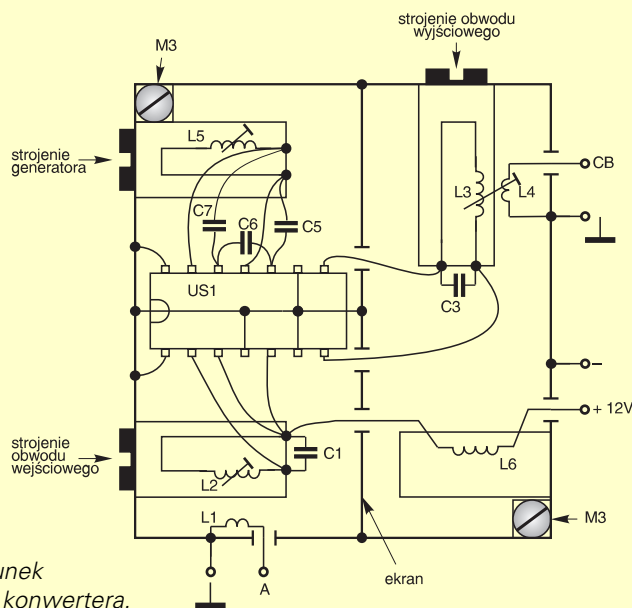 strojenie obwodu
wyjściowego
M3
L5
strojenie
generatora
CB
L3
L4
C7
C6
C5
US1
C3
–
+ 12V
strojenie
obwodu
wejściowego
C1
L2
L6
L1
M3
A
ekran
konwertera.